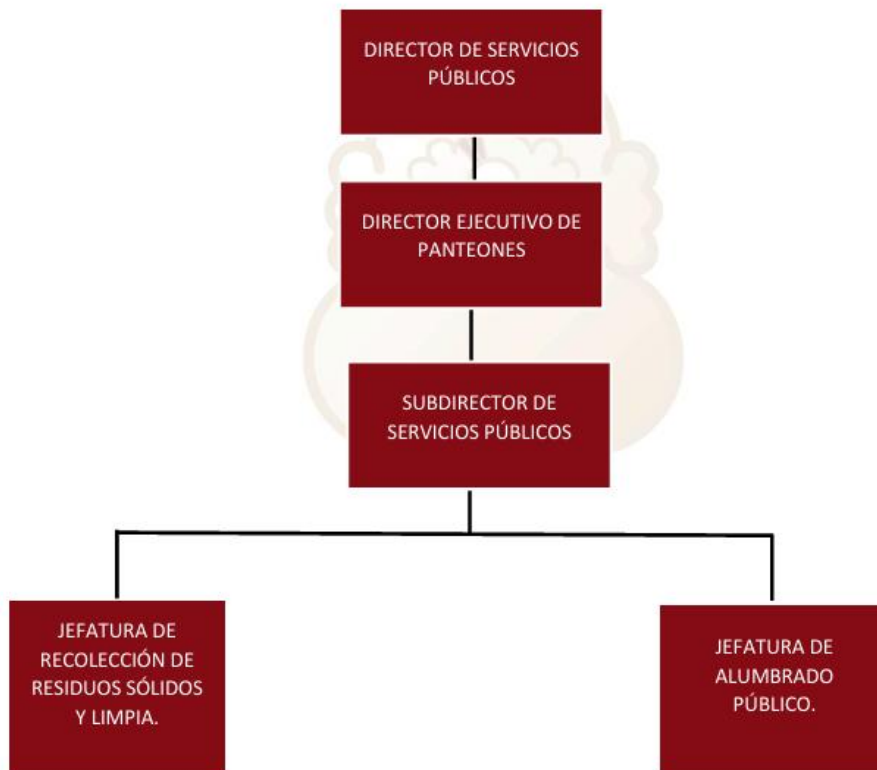 DIRECTOR DE SERVICIOS
PÚBLICOS
DIRECTOR EJECUTIVO DE
PANTEONES
SUBDIRECTOR DE
SERVICIOS PÚBLICOS
JEFATURA DE
RECOLECCIÓN DE
RESIDUOS SÓLIDOS
Y LIMPIA.
JEFATURA DE
ALUMBRADO
PÚBLICO.